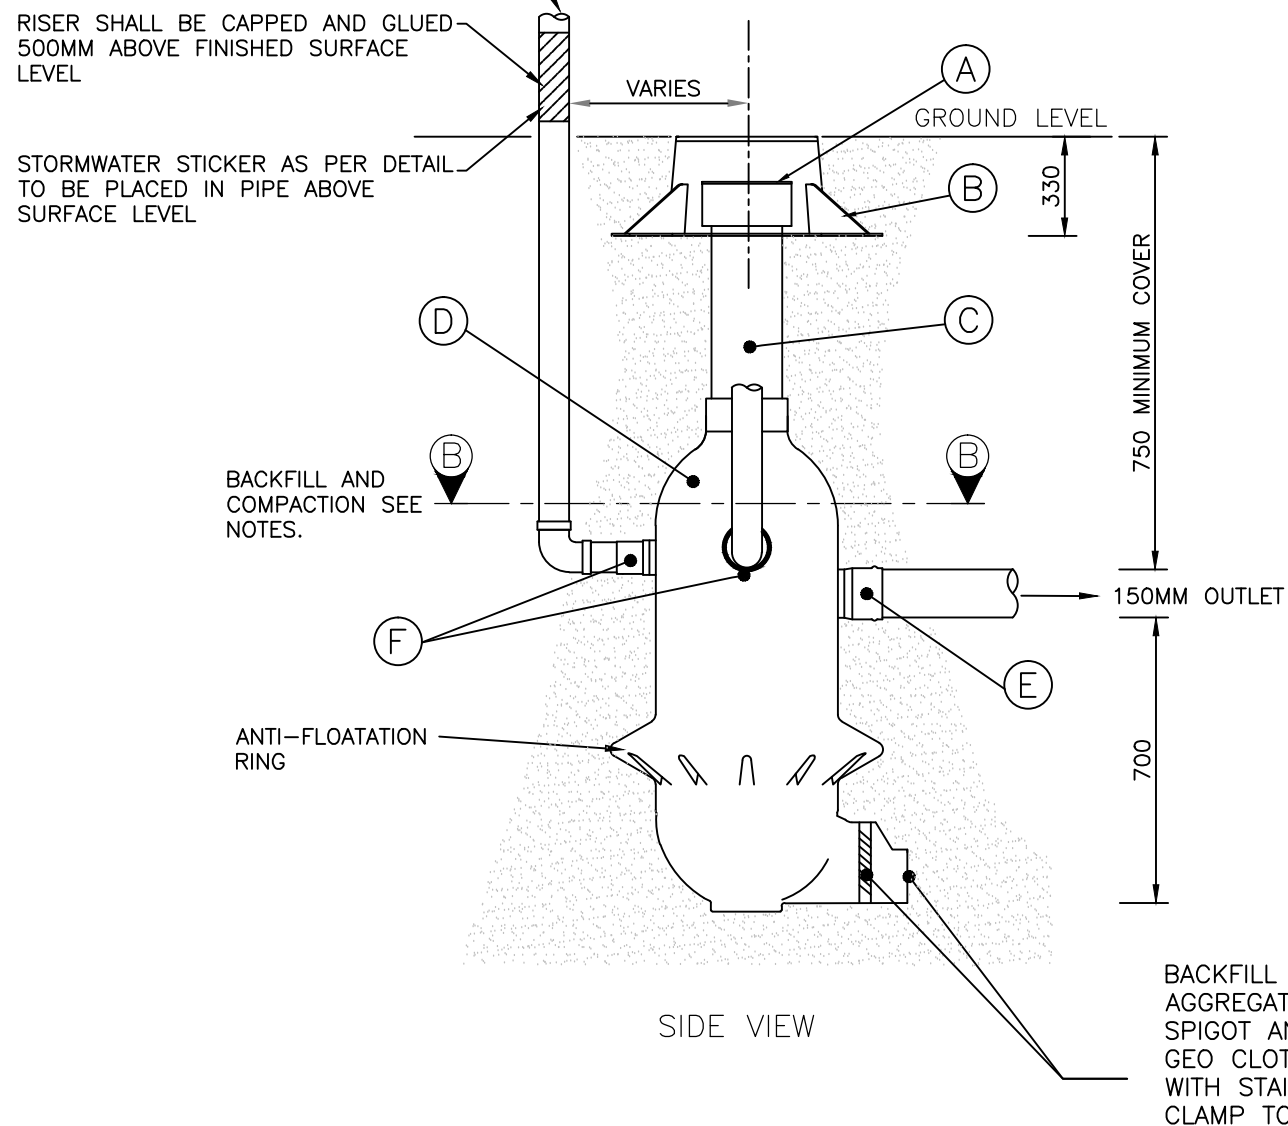 RISER SHALL BE CAPPED AND GLUED
500MM ABOVE FINISHED SURFACE
LEVEL
VARIES
A
GROUND LEVEL
STORMWATER STICKER AS PER DETAIL
TO BE PLACED IN PIPE ABOVE
SURFACE LEVEL
B
330
750 MINIMUM COVER
D
C
B
B
BACKFILL AND
COMPACTION SEE
NOTES.
150MM OUTLET
F
E
ANTI-FLOATATION
RING
700
SIDE VIEW
BACKFILL
AGGREGAT
SPIGOT AN
GEO CLOT
WITH STAI
CLAMP TO